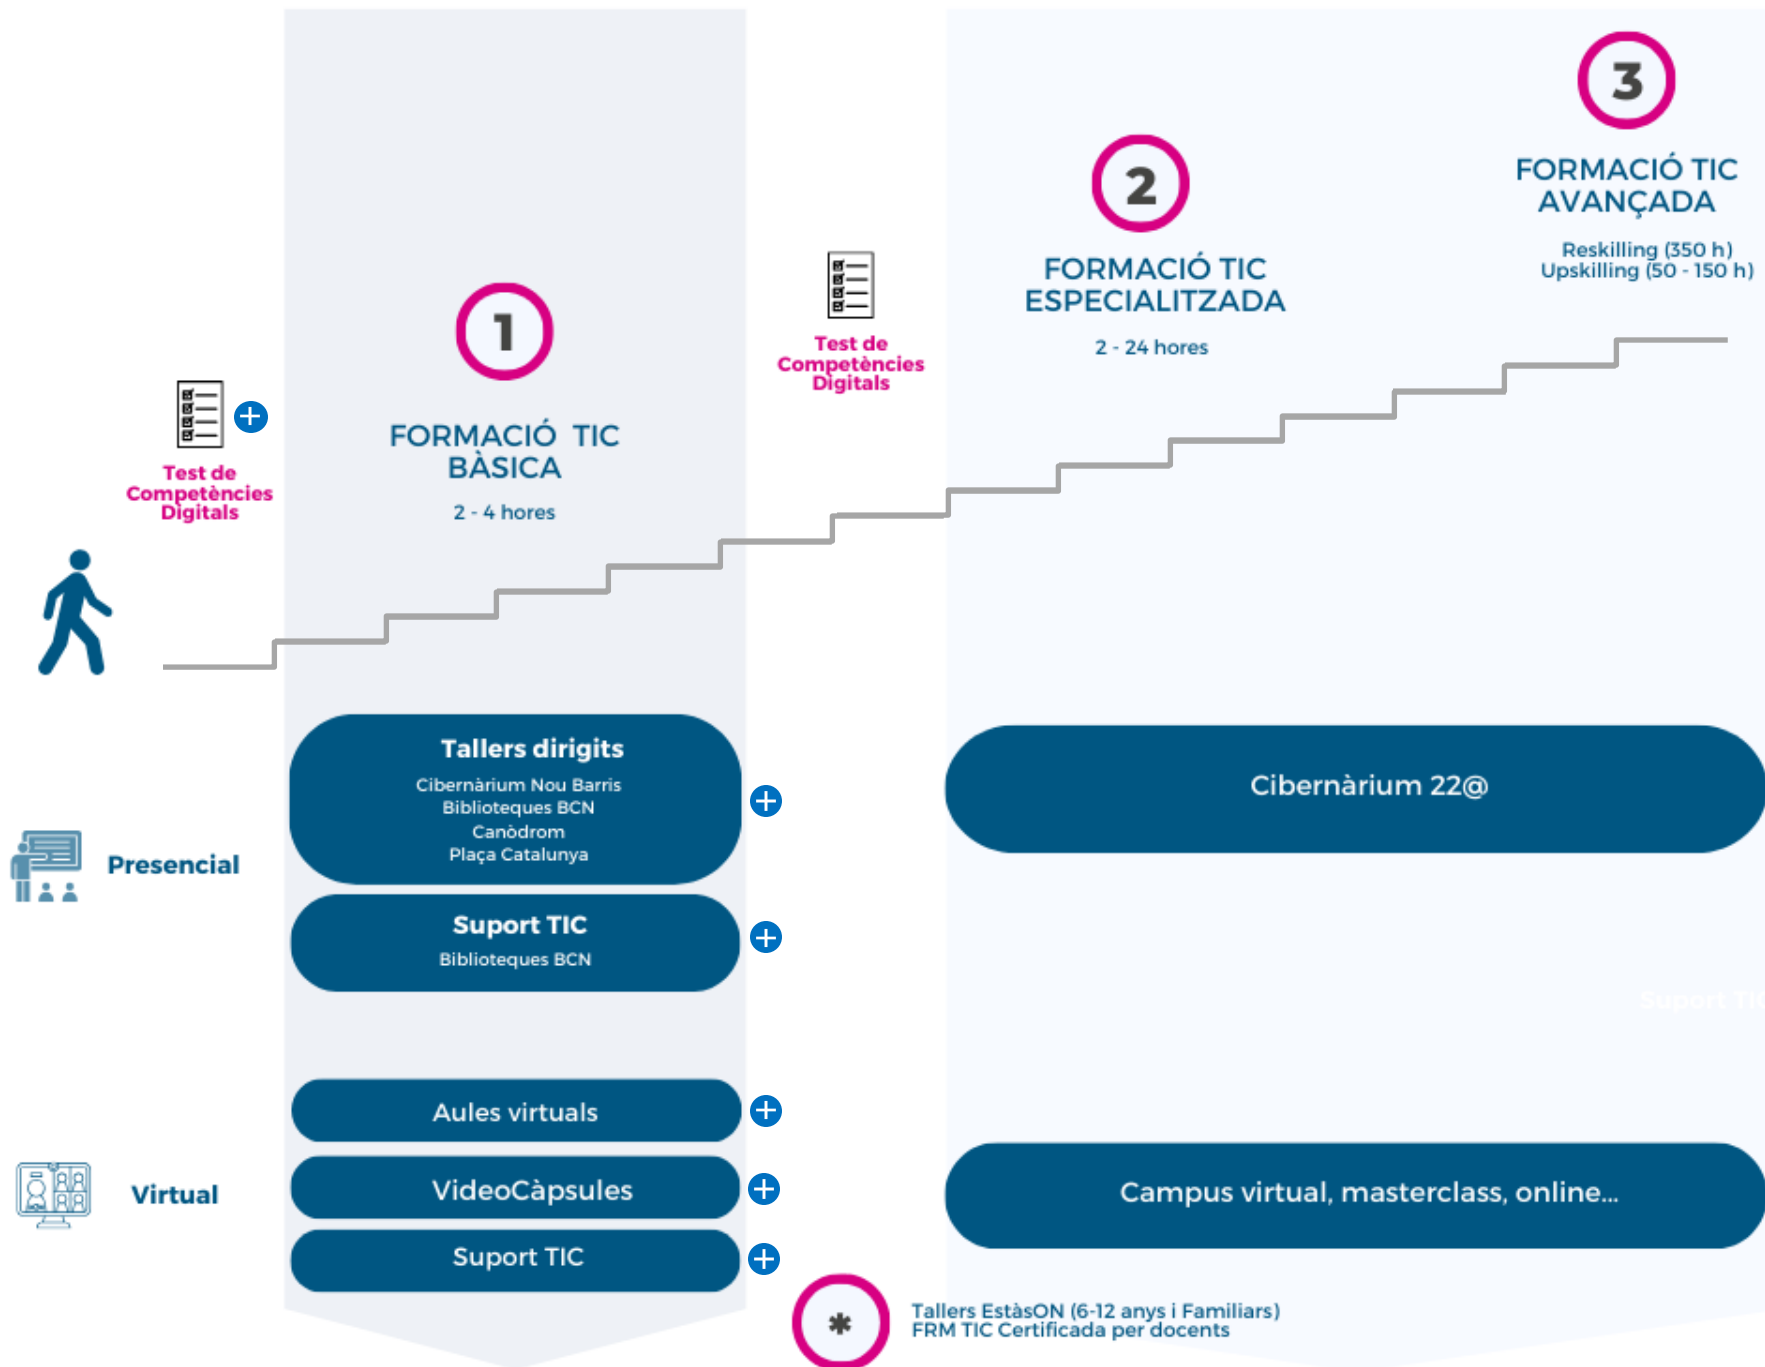 3
FORMACIÓ TIC
AVANÇADA
Reskilling (350 h)
Upskilling (50 - 150 h)
2
FORMACIÓ TIC
ESPECIALITZADA
2 - 24 hores
Test de
Competències
Digitals
1
FORMACIÓ TIC
BÀSICA
2 - 4 hores
Test de
Competències
Digitals
Presencial
Tallers dirigits
Cibernàrium Nou Barris
Biblioteques BCN
Canòdrom
Plaça Catalunya
Suport TIC
Biblioteques BCN
Cibernàrium 22@
Suport TIC
Virtual
Aules virtuals
VideoCàpsules
Suport TIC
Campus virtual, masterclass, online...
*
Tallers EstàsON (6-12 anys i Familiars)
FRM TIC Certificada per docents